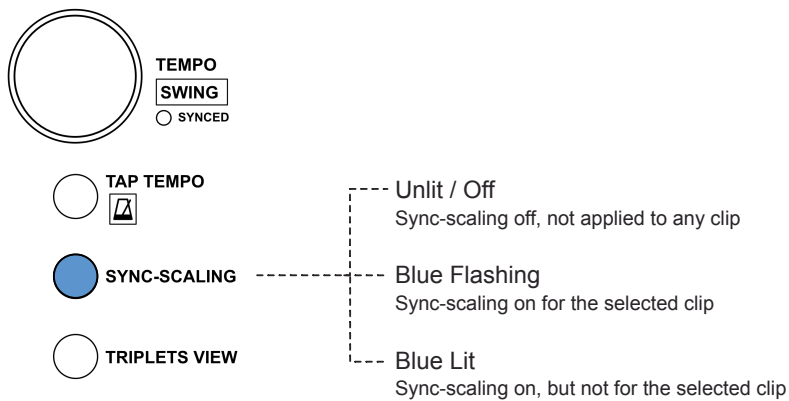 TEMPO
SWING
SYNCED
TAP TEMPO
Unlit / Off
Sync-scaling off, not applied to any clip
SYNC-SCALING
Blue Flashing
Sync-scaling on for the selected clip
TRIPLETS VIEW
Blue Lit
Sync-scaling on, but not for the selected clip